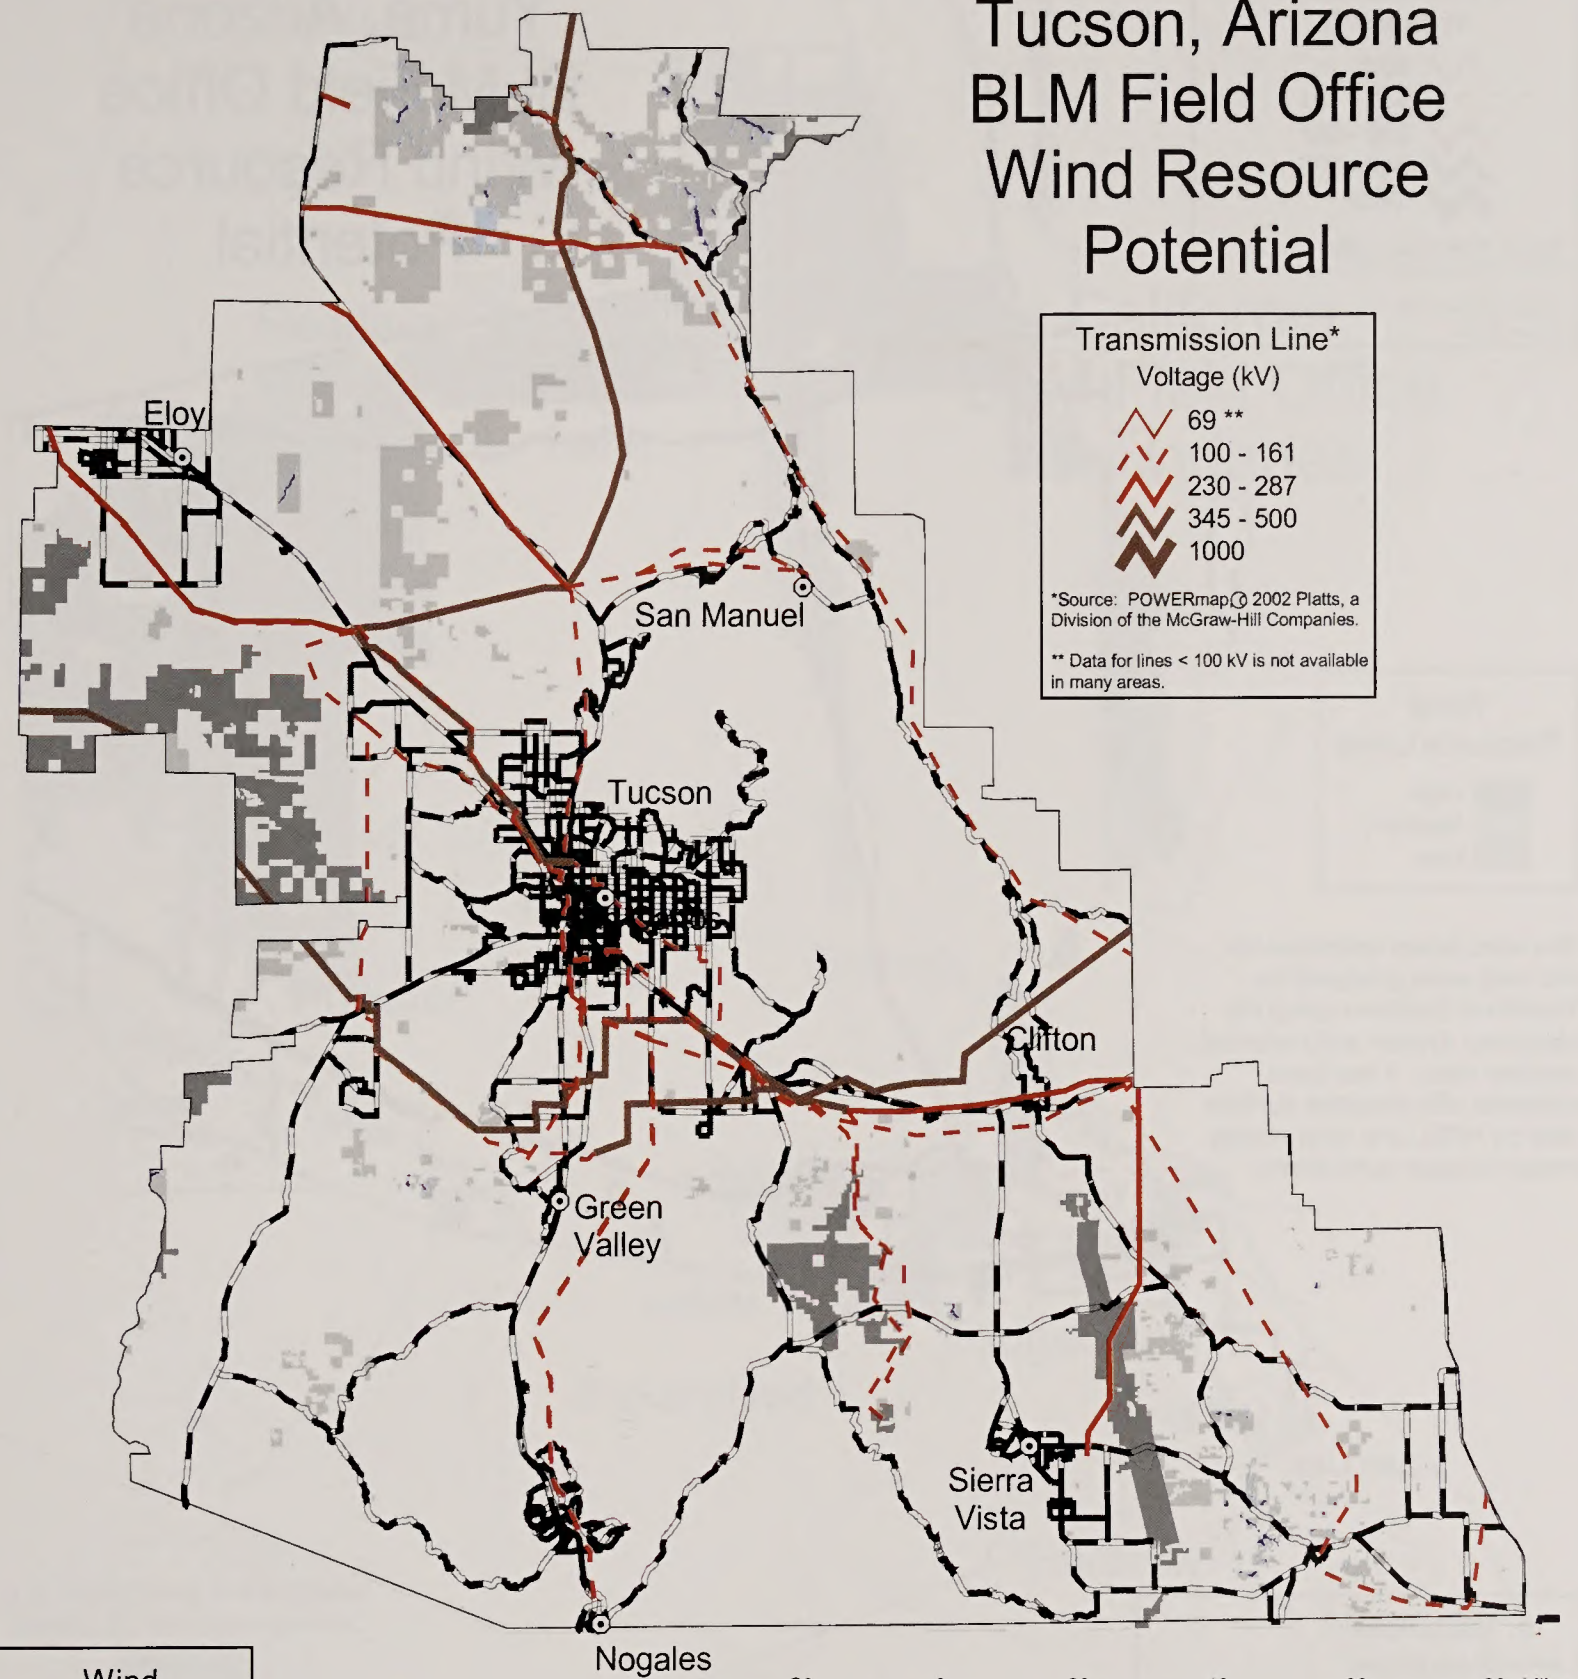 Tucson, Arizona
BLM Field Office
Wind Resource
Potential
Transmission Line*
Voltage (kV)
69 **
100 - 161
230 - 287
345 - 500
1000
*Source: POWERmap© 2002 Platts, a
Division of the McGraw-Hill Companies.
** Data for lines < 100 kV is not available
in many areas.
Eloy
San Manuel
Tucson
Clifton
Green
Valley
Sierra
Vista
Nogales
Wind